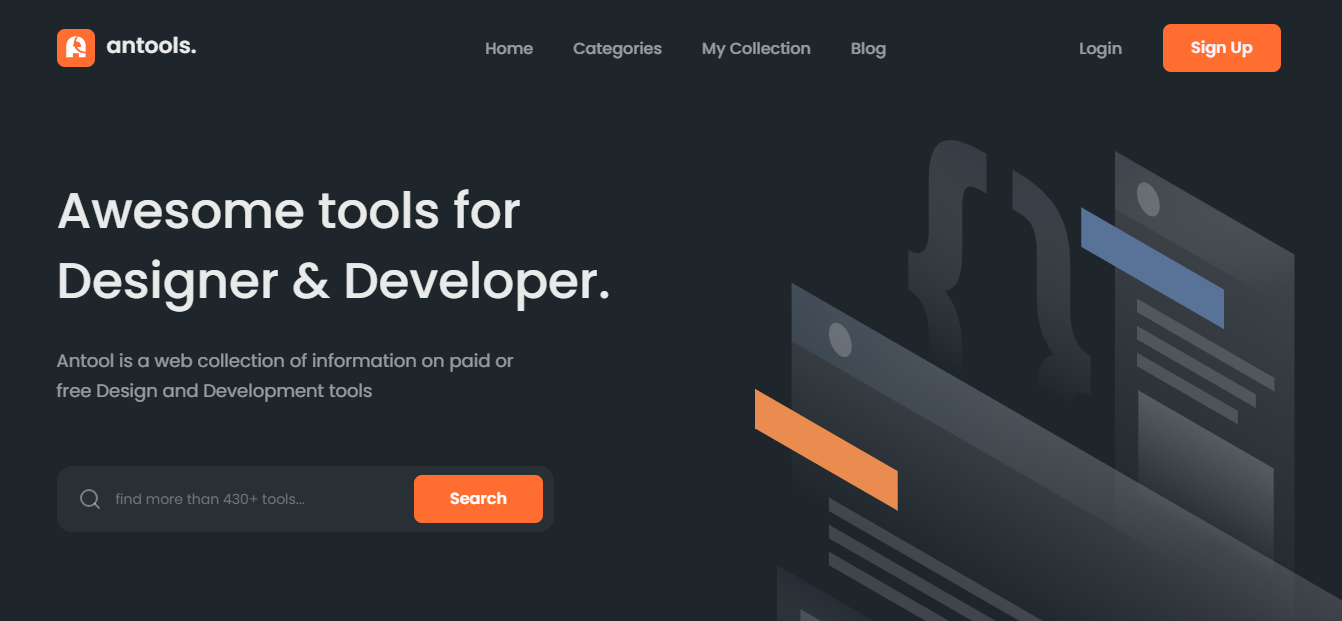 antools.
Home
Categories
My Collection
Blog
Login
Sign Up
Awesome tools for
Designer & Developer.
Antool is a web collection of information on paid or
free Design and Development tools
find more than 430+ tools...
Search
{ }